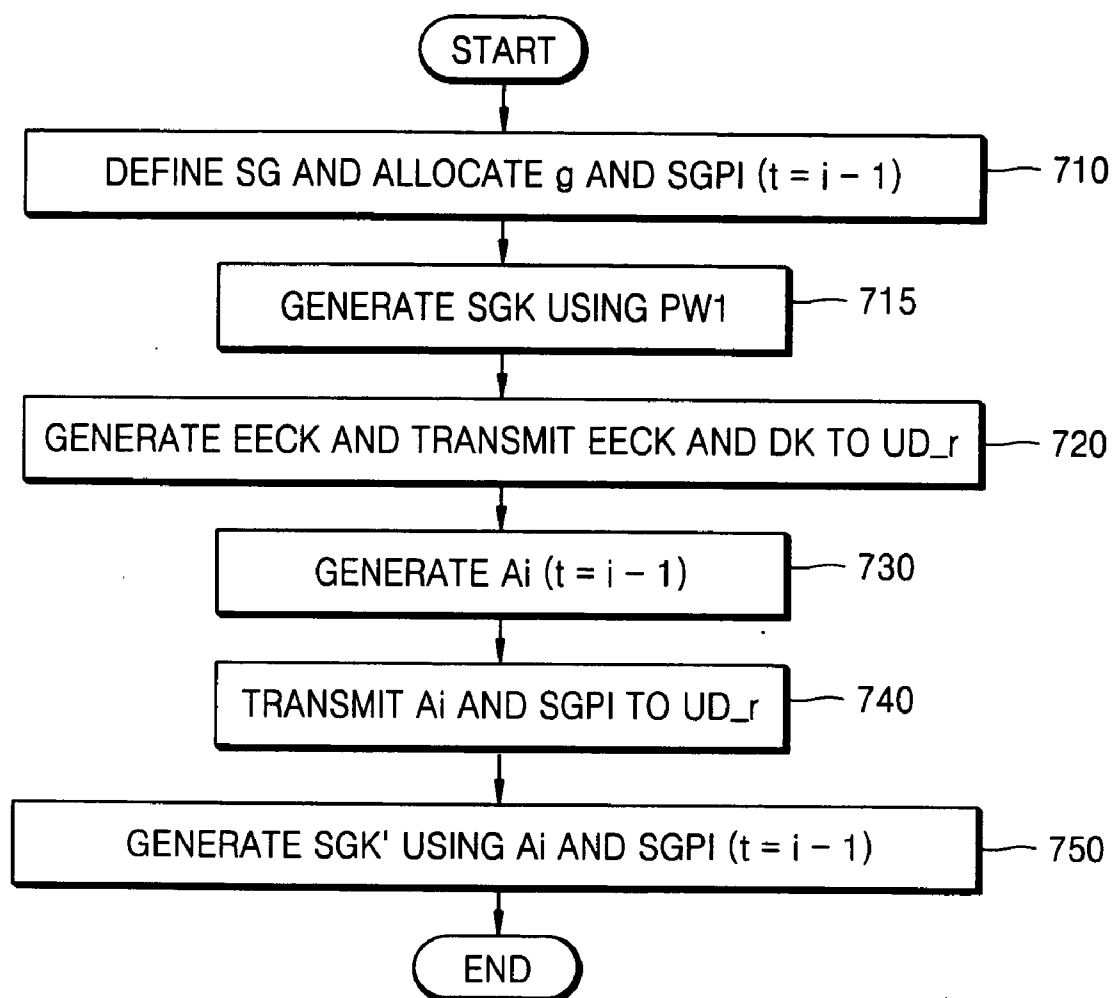 START
DEFINE SG AND ALLOCATE g AND SGPI (t = i - 1)
710
GENERATE SGK USING PW1
715
GENERATE EECK AND TRANSMIT EECK AND DK TO UD_r
720
GENERATE Ai (t = i - 1)
730
TRANSMIT Ai AND SGPI TO UD_r
740
GENERATE SGK' USING Ai AND SGPI (t = i - 1)
750
END